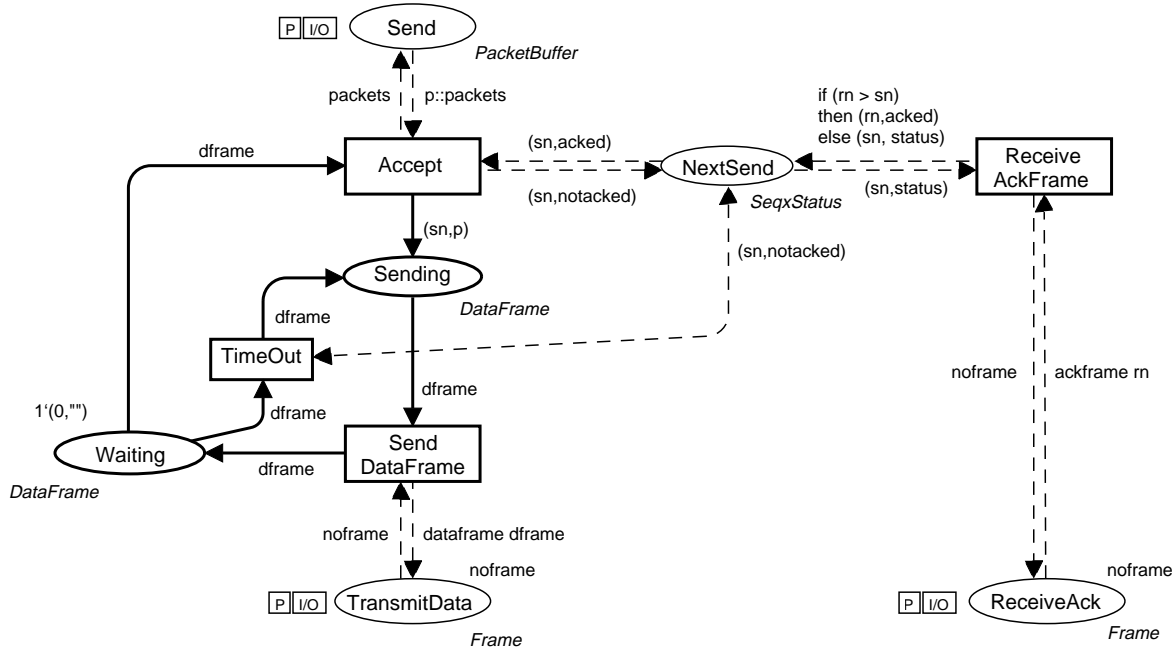 P I/O Send
PacketBuffer
packets p::packets
if (rn > sn)
then (rn,acked)
else (sn, status)
dframe
Accept
(sn,acked)
(sn,notacked)
NextSend
SeqxStatus
(sn,status)
Receive
AckFrame
(sn,p)
(sn,notacked)
Sending
DataFrame
dframe
TimeOut
noframe ackframe rn
dframe
dframe
1‘(0,"")
Waiting
DataFrame
dframe
Send
DataFrame
noframe dataframe dframe
noframe
P I/O TransmitData
Frame
noframe
P I/O ReceiveAck
Frame